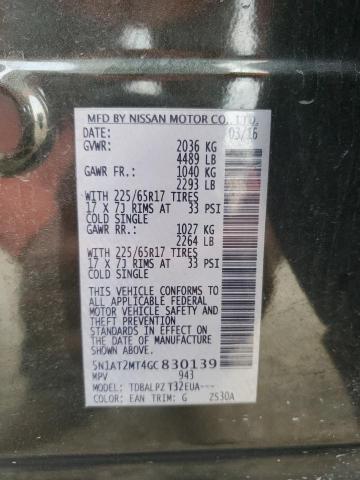 MFD BY NISSAN MOTOR CO., LTD.
DATE: 03/16
GVWR: 2036 KG
4489 LB
GAWR FR.: 1040 KG
2293 LB
WITH 225/65R17 TIRES
17 X 7J RIMS AT 33 PSI
COLD SINGLE
GAWR RR.: 1027 KG
2264 LB
WITH 225/65R17 TIRES
17 X 7J RIMS AT 33 PSI
COLD SINGLE
THIS VEHICLE CONFORMS TO
ALL APPLICABLE FEDERAL
MOTOR VEHICLE SAFETY
AND THEFT PREVENTION
STANDARDS IN EFFECT ON
THE DATE OF MANUFACTURE
SHOWN ABOVE.
5N1AT2MT4GC830139
MPV 943
MODEL: TDBALPZ T32EUA---
COLOR: EAN TRIM: G 2S30A